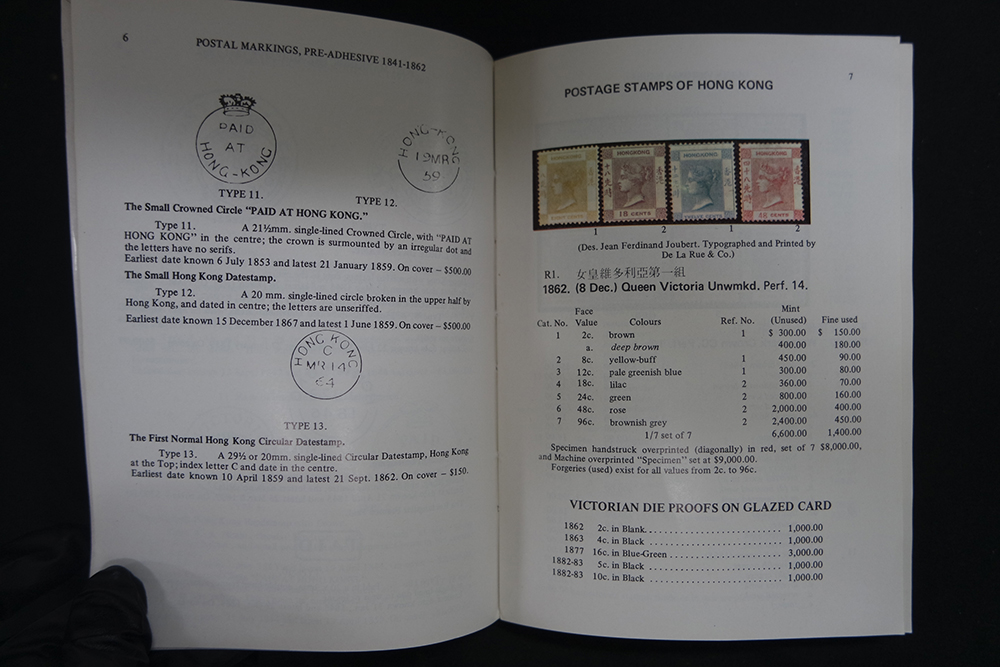 6
POSTAL MARKINGS, PRE-ADHESIVE 1841-1862
PAID
AT
HONG-KONG
HONG-KONG
19MR
59
TYPE 11.
TYPE 12.
The Small Crowned Circle "PAID AT HONG KONG."
Type 11. A 21½mm. single-lined Crowned Circle, with "PAID AT
HONG KONG" in the centre; the crown is surmounted by an irregular dot and
the letters have no serifs.
Earliest date known 6 July 1853 and latest 21 January 1859. On cover – $500.00
The Small Hong Kong Datestamp.
Type 12. A 20 mm. single-lined circle broken in the upper half by
Hong Kong, and dated in centre; the letters are unseriffed.
Earliest date known 15 December 1867 and latest 1 June 1859. On cover – $500.00
HONG KONG
C
MR 14
64
TYPE 13.
The First Normal Hong Kong Circular Datestamp.
Type 13. A 29½ or 20mm. single-lined Circular Datestamp, Hong Kong
at the Top; index letter C and date in the centre.
Earliest date known 10 April 1859 and latest 21 Sept. 1862. On cover – $150.
7
POSTAGE STAMPS OF HONG KONG
HONGKONG
HONGKONG
HONGKONG
HONGKONG
18 CENTS
48 CENTS
1 2 1 2
(Des. Jean Ferdinand Joubert. Typographed and Printed by
De La Rue & Co.)
R1. 女皇維多利亞第一組
1862. (8 Dec.) Queen Victoria Unwmkd. Perf. 14.
Face Mint
Cat. No. Value Colours Ref. No. (Unused) Fine used
1 2c. brown 1 $ 300.00 $ 150.00
a. deep brown 400.00 180.00
2 8c. yellow-buff 1 450.00 90.00
3 12c. pale greenish blue 1 300.00 80.00
4 18c. lilac 2 360.00 70.00
5 24c. green 2 800.00 160.00
6 48c. rose 2 2,000.00 400.00
7 96c. brownish grey 2 2,400.00 450.00
1/7 set of 7 6,600.00 1,400.00
Specimen handstruck overprinted (diagonally) in red, set of 7 $8,000.00,
and Machine overprinted "Specimen" set at $9,000.00.
Forgeries (used) exist for all values from 2c. to 96c.
VICTORIAN DIE PROOFS ON GLAZED CARD
1862 2c. in Blank. . . . . . . . . . . . . . . . . . . . . . . . 1,000.00
1863 4c. in Black . . . . . . . . . . . . . . . . . . . . . . . . 1,000.00
1877 16c. in Blue-Green . . . . . . . . . . . . . . . . . . . . 3,000.00
1882-83 5c. in Black . . . . . . . . . . . . . . . . . . . . . . . . 1,000.00
1882-83 10c. in Black . . . . . . . . . . . . . . . . . . . . . . . . 1,000.00